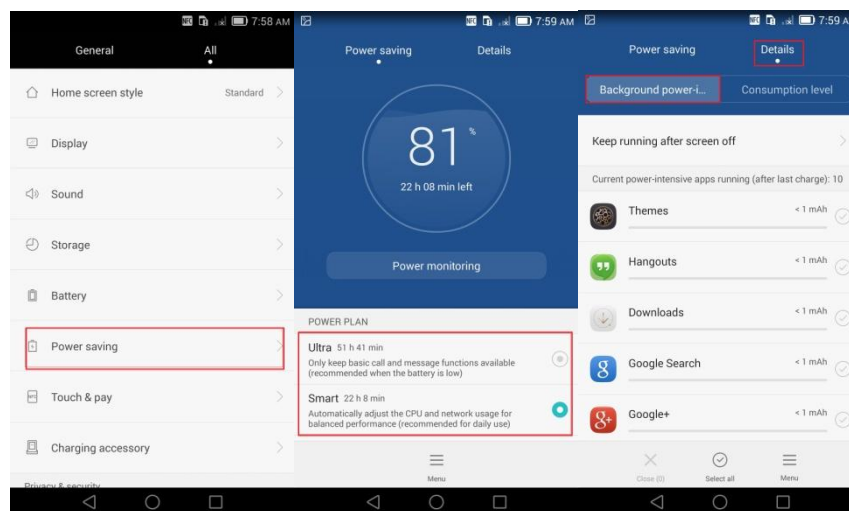 7:58 AM
General
All
Home screen style
Standard
Display
Sound
Storage
Battery
Power saving
Touch & pay
Charging accessory
Privacy & security
7:59 AM
Power saving
Details
81 %
22 h 08 min left
Power monitoring
POWER PLAN
Ultra 51 h 41 min
Only keep basic call and message functions available
(recommended when the battery is low)
Smart 22 h 8 min
Automatically adjust the CPU and network usage for
balanced performance (recommended for daily use)
Menu
7:59 A
Power saving
Details
Background power-i...
Consumption level
Keep running after screen off
Current power-intensive apps running (after last charge): 10
Themes
< 1 mAh
Hangouts
< 1 mAh
Downloads
< 1 mAh
Google Search
< 1 mAh
Google+
< 1 mAh
Close (0)
Select all
Menu